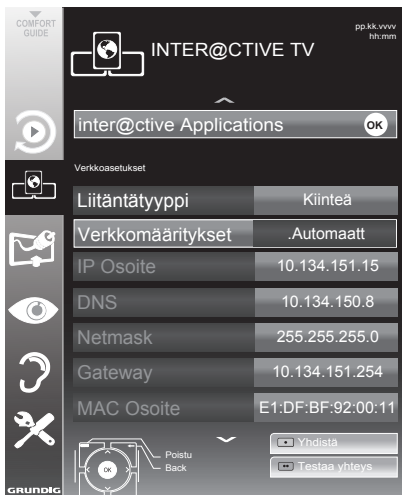 COMFORT
GUIDE
INTER@CTIVE TV
pp.kk.vvvv
hh:mm
inter@ctive Applications OK
Verkkoasetukset
Liitäntätyyppi Kiinteä
Verkkomääritykset .Automaatt
IP Osoite 10.134.151.15
DNS 10.134.150.8
Netmask 255.255.255.0
Gateway 10.134.151.254
MAC Osoite E1:DF:BF:92:00:11
OK
Poistu
Back
Yhdistä
Testaa yhteys
GRUNDIG